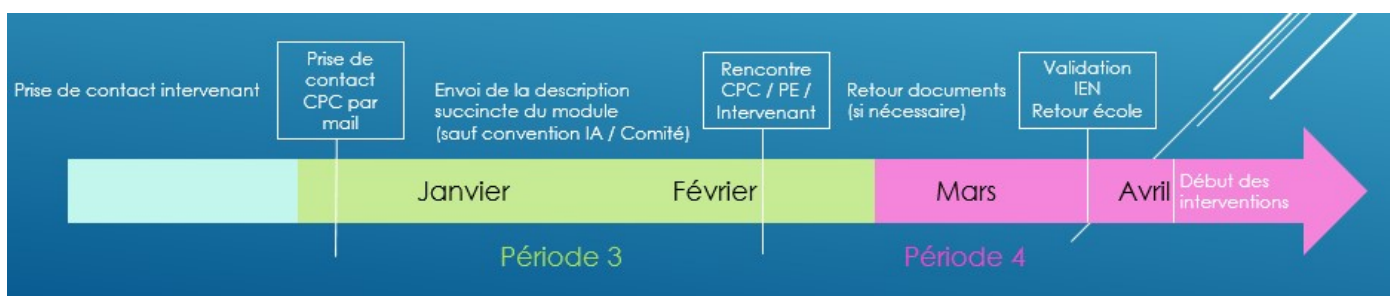 Prise de contact intervenant
Prise de
contact
CPC par
mail
Envoi de la description
succincte du module
(sauf convention IA / Comité)
Rencontre
CPC / PE /
Intervenant
Retour documents
(si nécessaire)
Validation
IEN
Retour école
Janvier
Février
Mars
Avril
Début des
interventions
Période 3
Période 4